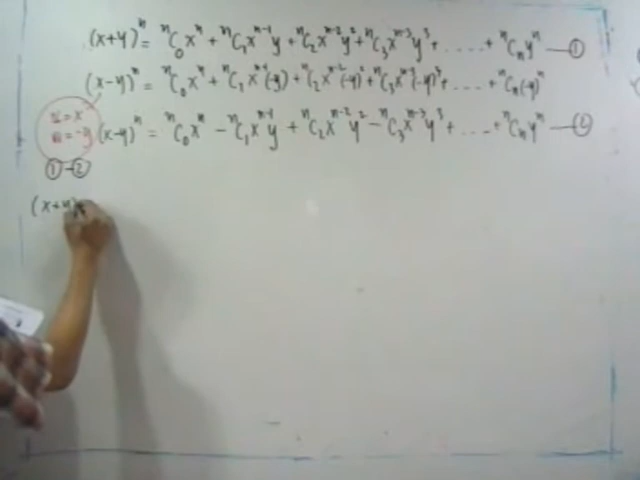 (x+y)ⁿ = ⁿC₀xⁿ + ⁿC₁xⁿ⁻¹y + ⁿC₂xⁿ⁻²y² + ⁿC₃xⁿ⁻³y³ + ..... + ⁿCₙyⁿ — ①
(x-y)ⁿ = ⁿC₀xⁿ + ⁿC₁xⁿ⁻¹(-y) + ⁿC₂xⁿ⁻²(-y)² + ⁿC₃xⁿ⁻³(-y)³ + ..... + ⁿCₙ(-y)ⁿ
(x-y)ⁿ = ⁿC₀xⁿ - ⁿC₁xⁿ⁻¹y + ⁿC₂xⁿ⁻²y² - ⁿC₃xⁿ⁻³y³ + ..... + ⁿCₙyⁿ — ②
① - ②
(x+y)